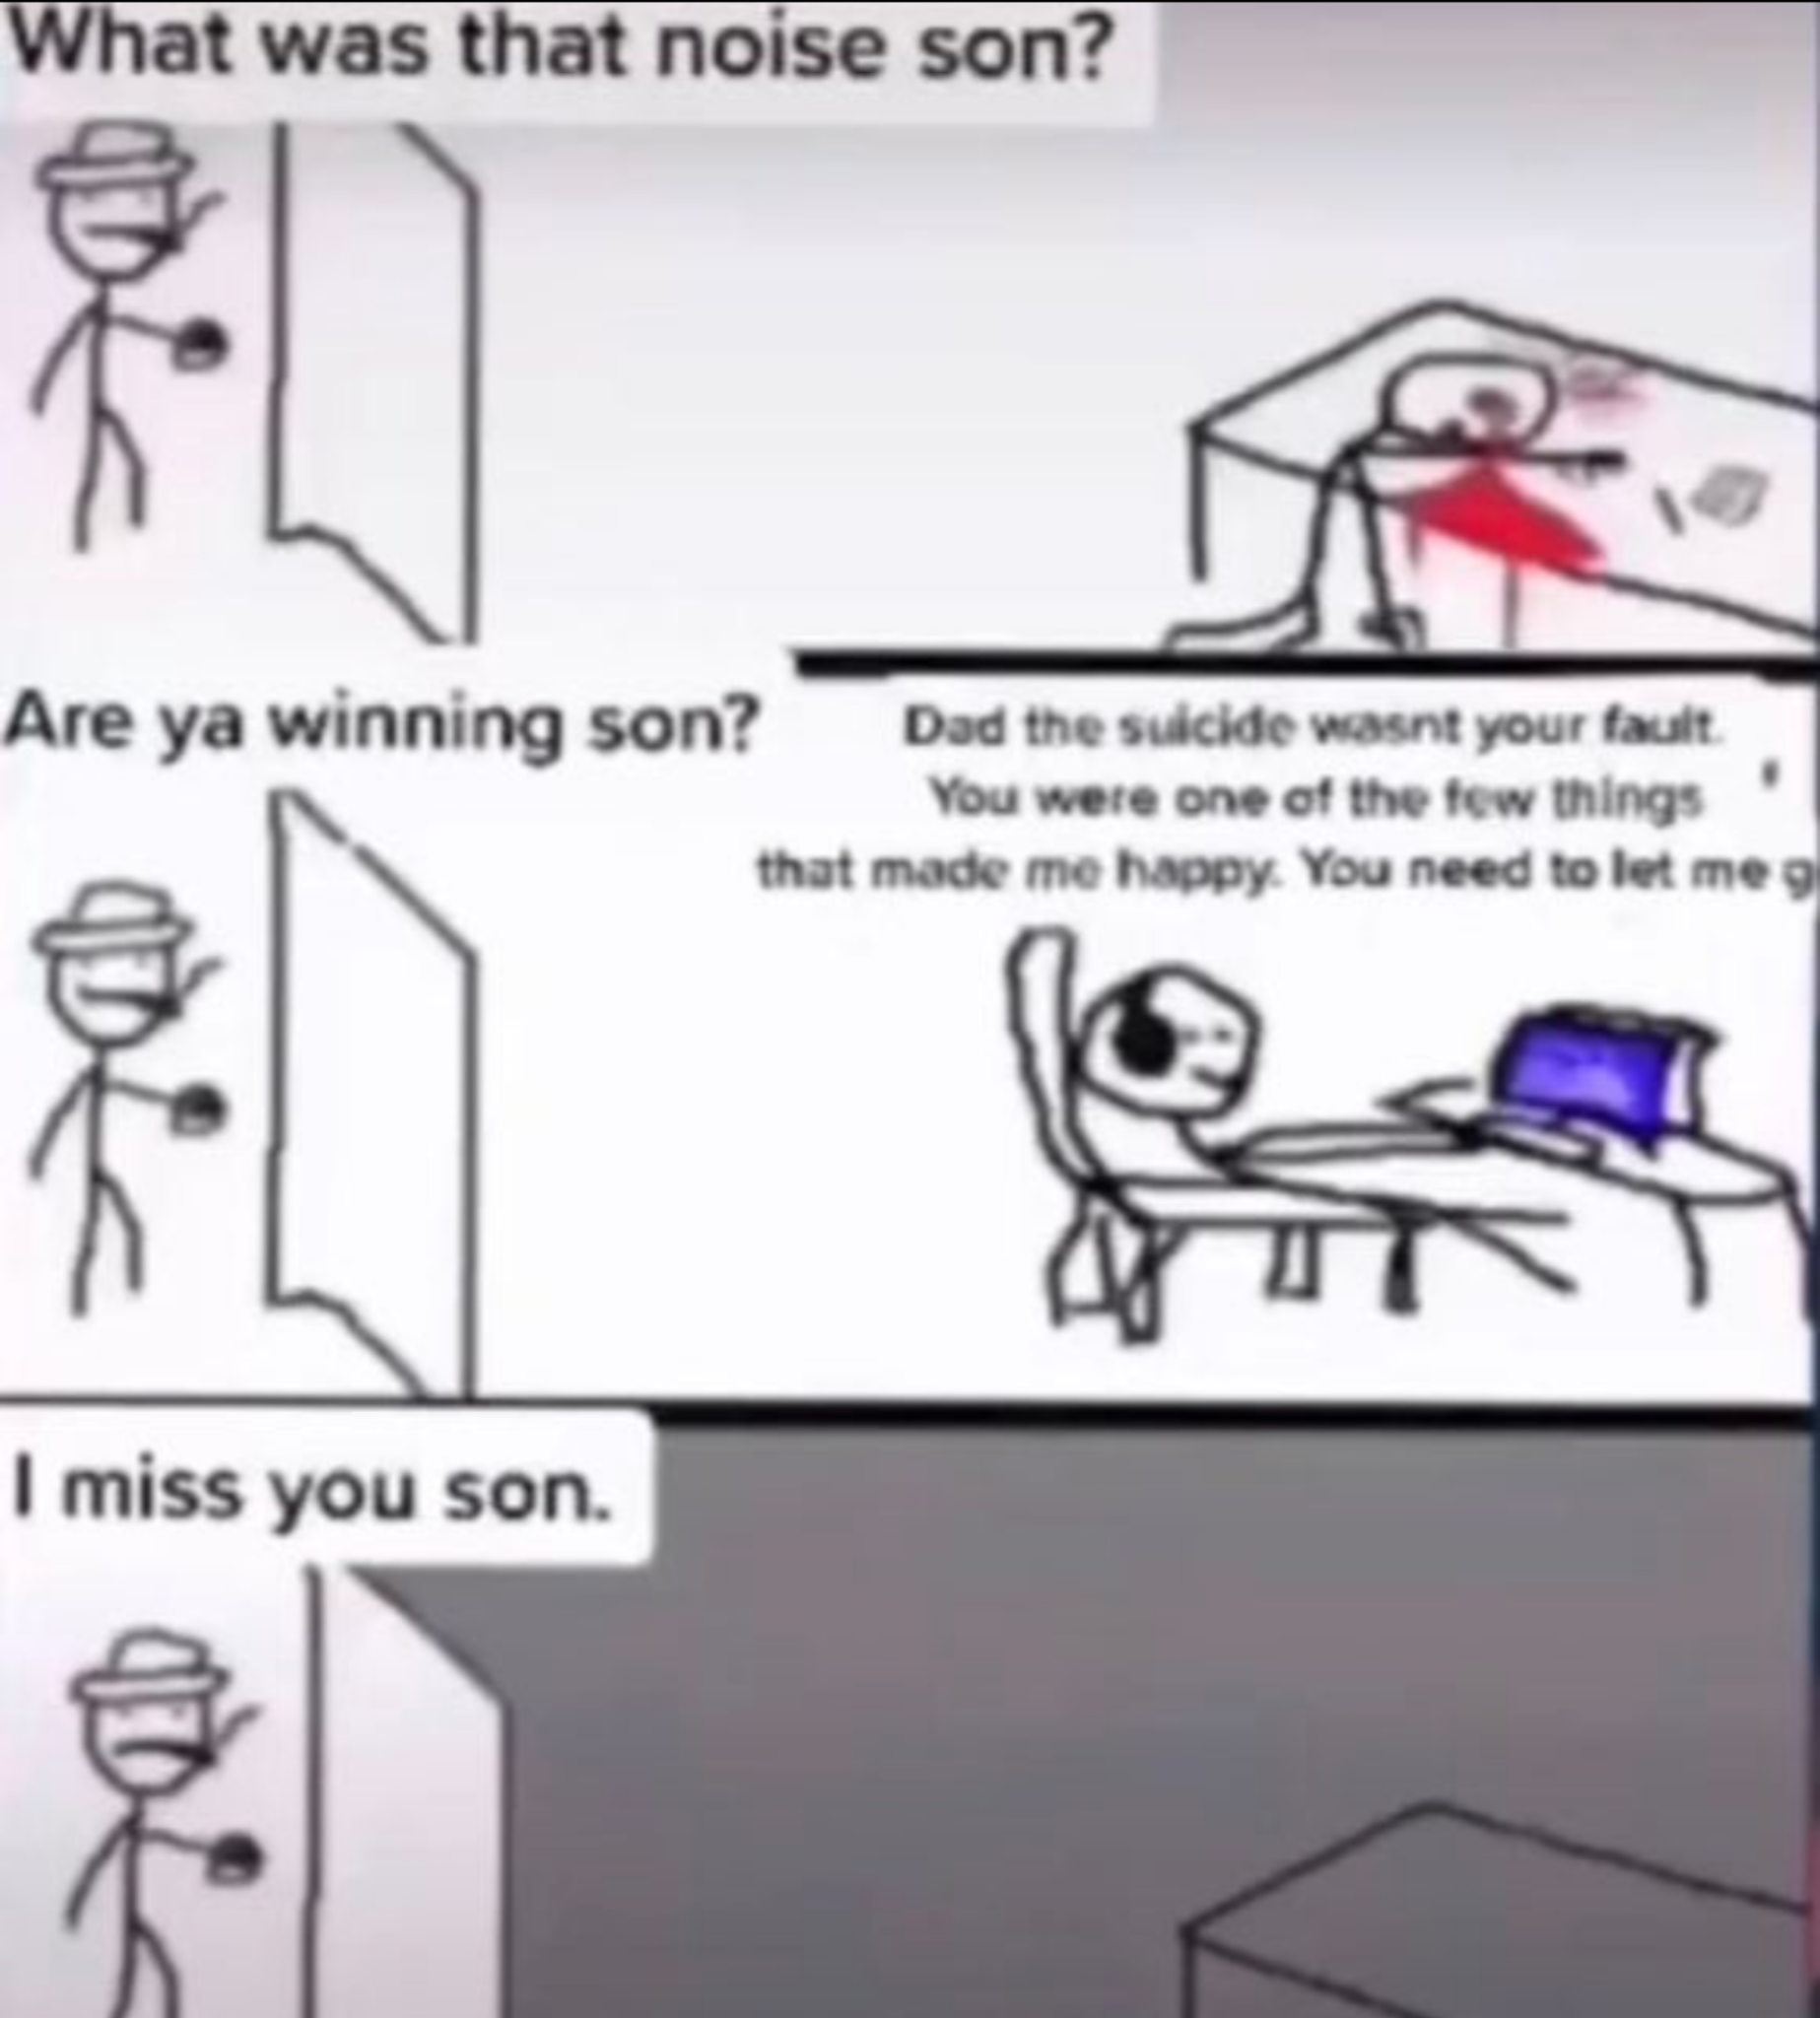 What was that noise son?
Are ya winning son?
Dad the suicide wasnt your fault.
You were one of the few things
that made me happy. You need to let me g
I miss you son.